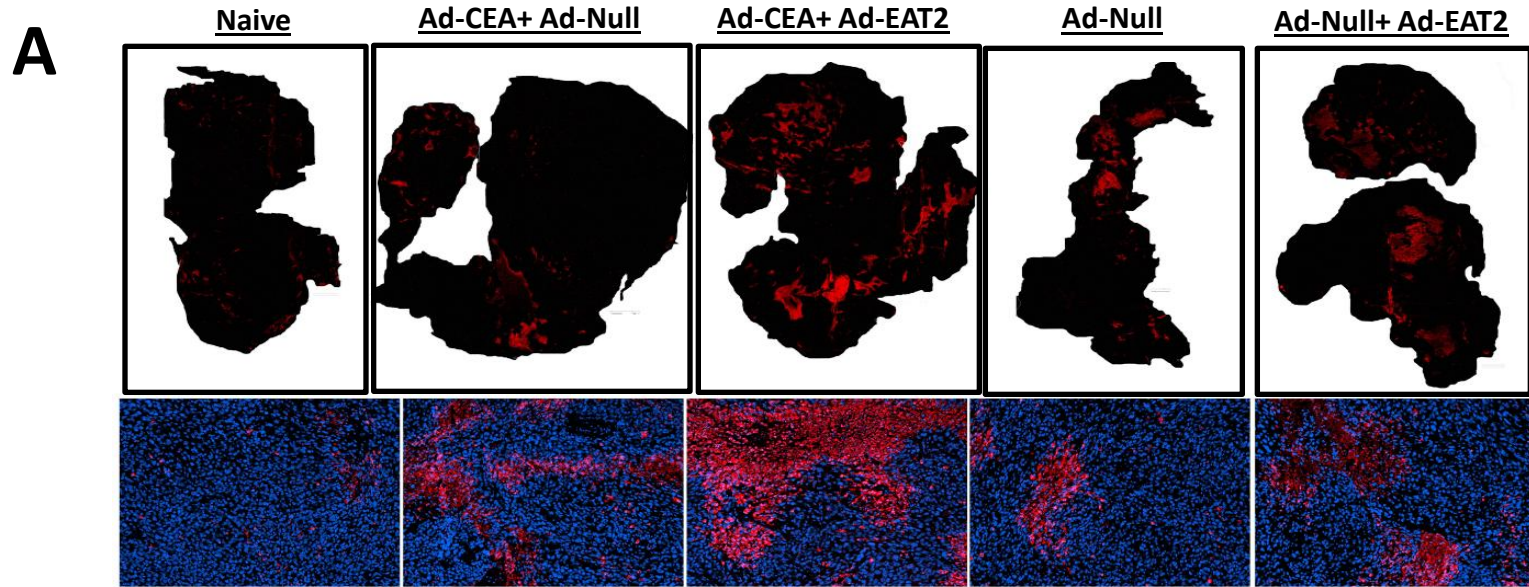 A
Naive
Ad-CEA+ Ad-Null
Ad-CEA+ Ad-EAT2
Ad-Null
Ad-Null+ Ad-EAT2